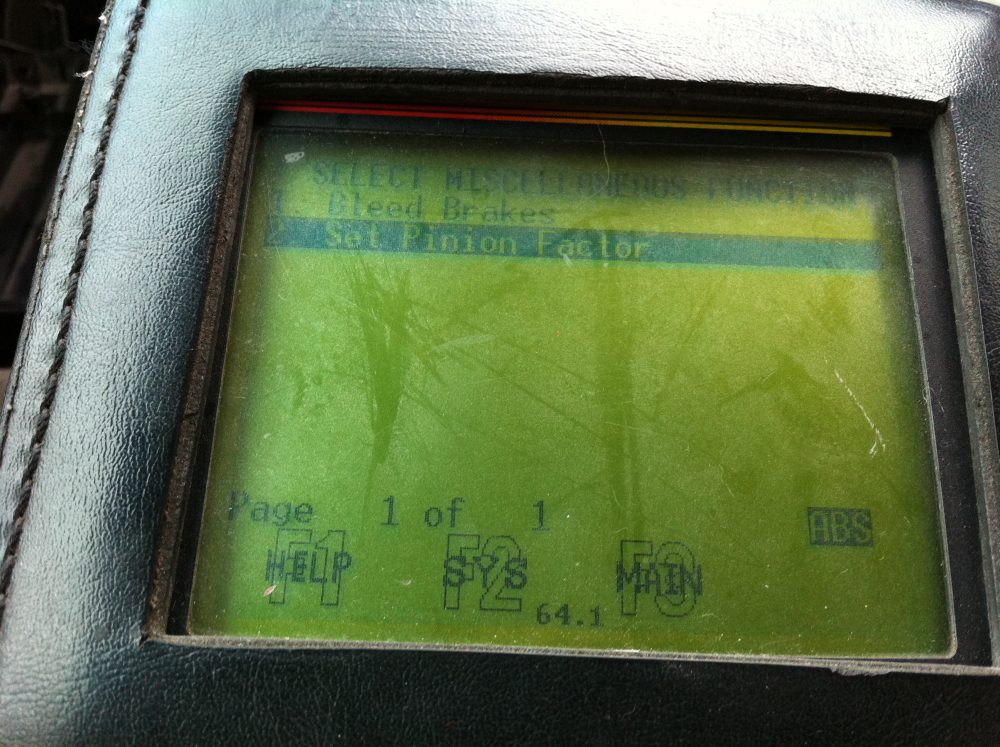 SELECT MISCELLANEOUS FUNCTION
1. Bleed Brakes
2. Set Pinion Factor
Page 1 of 1
ABS
F1 HELP F2 SYS F3 MAIN
64.1